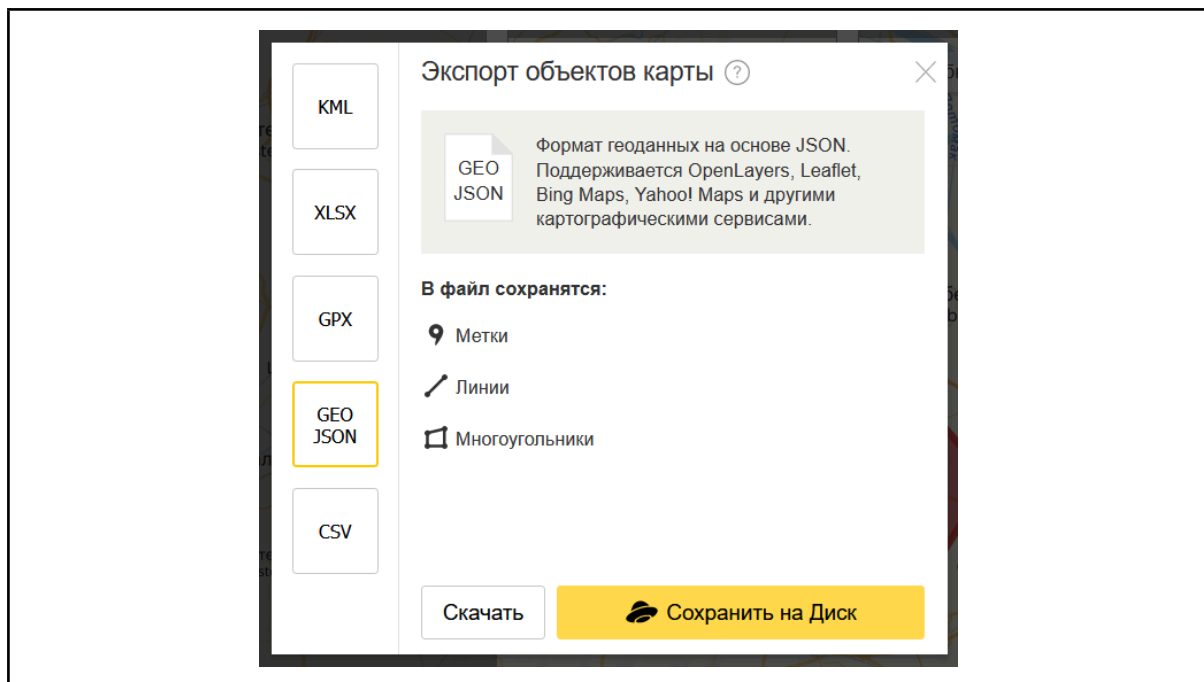 KML
XLSX
GPX
GEO
JSON
CSV
Экспорт объектов карты ?
GEO
JSON
Формат геоданных на основе JSON.
Поддерживается OpenLayers, Leaflet,
Bing Maps, Yahoo! Maps и другими
картографическими сервисами.
В файл сохранятся:
Метки
Линии
Многоугольники
Скачать
Сохранить на Диск